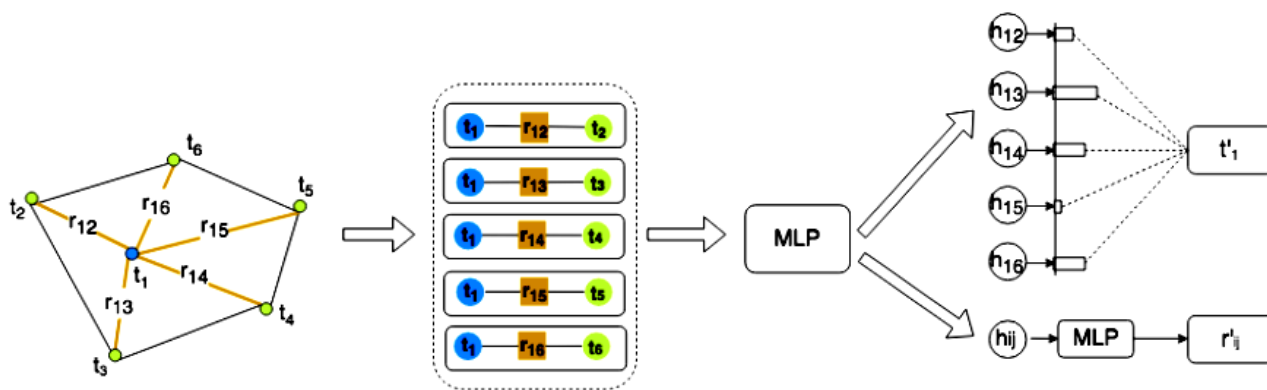 t6
t5
t2
r16
r12
r15
t1
r14
r13
t4
t3
t1 r12 t2
t1 r13 t3
t1 r14 t4
t1 r15 t5
t1 r16 t6
MLP
h12
h13
h14
h15
h16
t'1
hij
MLP
r'ij